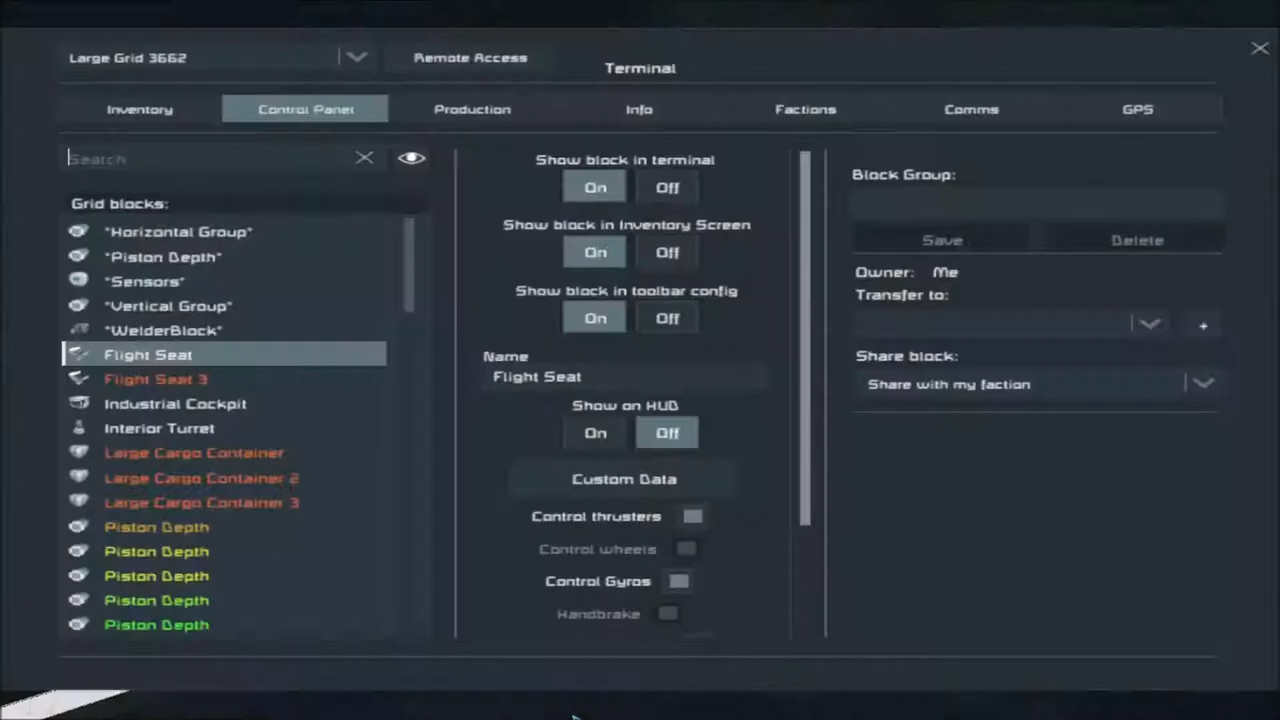 Large Grid 3662
Remote Access
Terminal
Inventory
Control Panel
Production
Info
Factions
Comms
GPS
Search
Grid blocks:
*Horizontal Group*
*Piston Depth*
*Sensors*
*Vertical Group*
*WelderBlock*
Flight Seat
Flight Seat 3
Industrial Cockpit
Interior Turret
Large Cargo Container
Large Cargo Container 2
Large Cargo Container 3
Piston Depth
Piston Depth
Piston Depth
Piston Depth
Piston Depth
Show block in terminal
On Off
Show block in Inventory Screen
On Off
Show block in toolbar config
On Off
Name
Flight Seat
Show on HUD
On Off
Custom Data
Control thrusters
Control wheels
Control Gyros
Handbrake
Block Group:
Save Delete
Owner: Me
Transfer to:
+
Share block:
Share with my faction